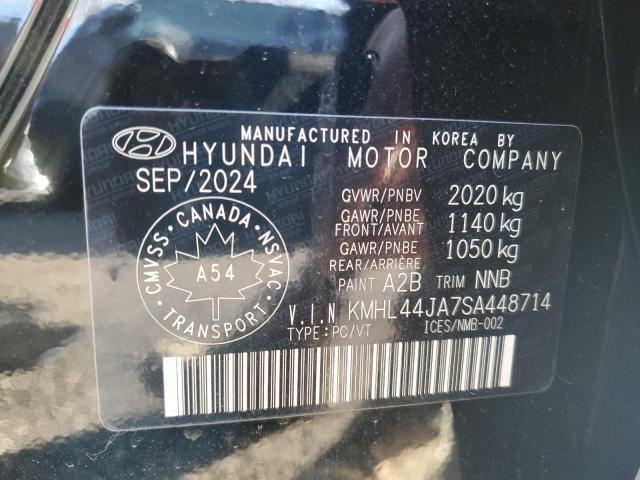 MANUFACTURED IN KOREA BY
HYUNDAI MOTOR COMPANY
SEP/2024
GVWR/PNBV 2020 kg
GAWR/PNBE FRONT/AVANT 1140 kg
GAWR/PNBE REAR/ARRIÈRE 1050 kg
PAINT A2B TRIM NNB
CMVSS - CANADA - NSVAC
A54
TRANSPORT
V.I.N KMHL44JA7SA448714
TYPE:PC/VT ICES/NMB-002